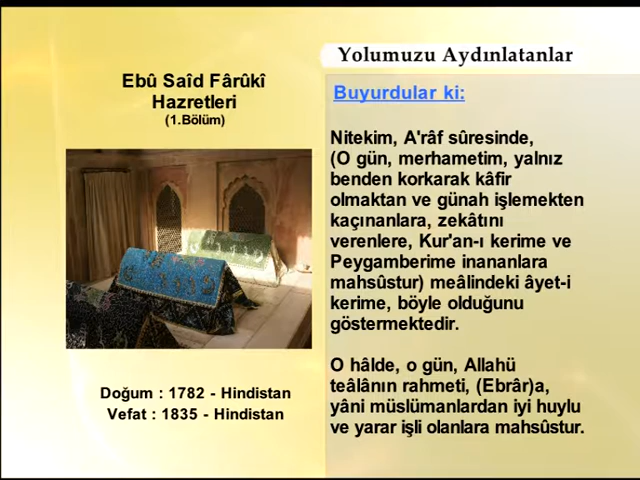 Yolumuzu Aydınlatanlar
Ebû Saîd Fârûkî
Hazretleri
(1.Bölüm)
Doğum : 1782 - Hindistan
Vefat : 1835 - Hindistan
Buyurdular ki:
Nitekim, A'râf sûresinde,
(O gün, merhametim, yalnız
benden korkarak kâfir
olmaktan ve günah işlemekten
kaçınanlara, zekâtını
verenlere, Kur'an-ı kerime ve
Peygamberime inananlara
mahsûstur) meâlindeki âyet-i
kerime, böyle olduğunu
göstermektedir.
O hâlde, o gün, Allahü
teâlânın rahmeti, (Ebrâr)a,
yâni müslümanlardan iyi huylu
ve yarar işli olanlara mahsûstur.